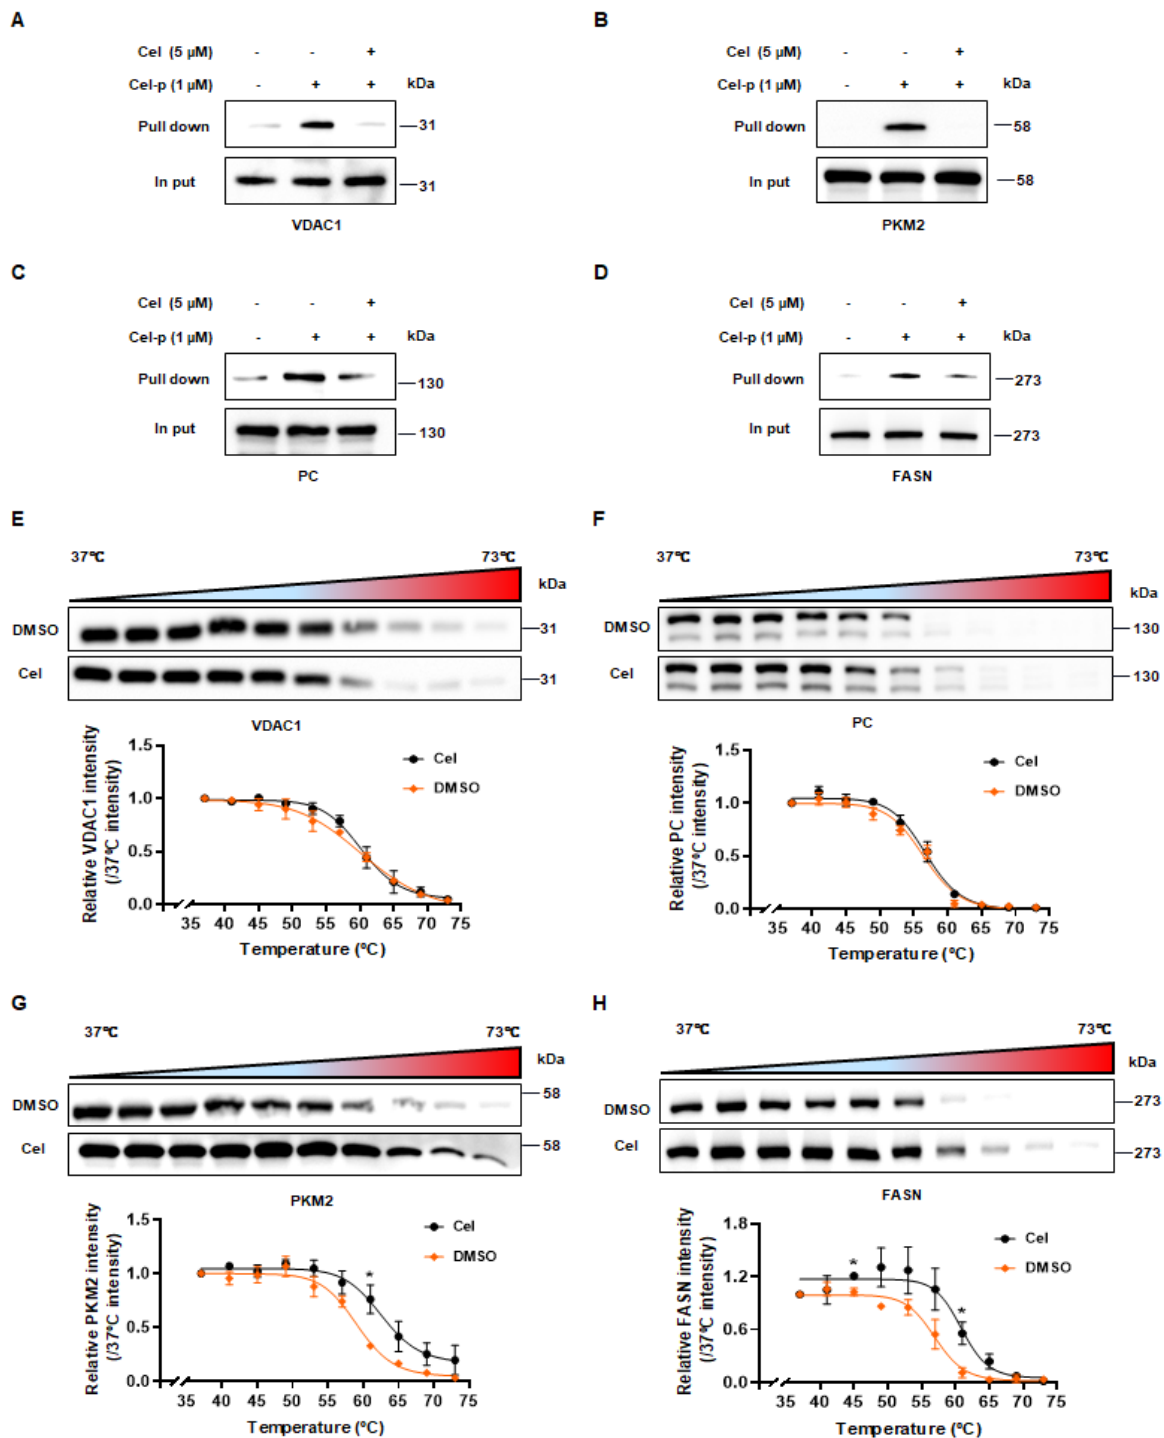 A
Cel (5 µM) - - +
Cel-p (1 µM) - + + kDa
Pull down 31
In put 31
VDAC1
B
Cel (5 µM) - - +
Cel-p (1 µM) - + + kDa
Pull down 58
In put 58
PKM2
C
Cel (5 µM) - - +
Cel-p (1 µM) - + + kDa
Pull down 130
In put 130
PC
D
Cel (5 µM) - - +
Cel-p (1 µM) - + + kDa
Pull down 273
In put 273
FASN
E
37℃ 73℃
kDa
DMSO 31
Cel 31
VDAC1
Relative VDAC1 intensity
(/37℃ intensity)
1.5
1.0
0.5
0.0
Cel
DMSO
35 40 45 50 55 60 65 70 75
Temperature (℃)
F
37℃ 73℃
kDa
DMSO 130
Cel 130
PC
Relative PC intensity
(/37℃ intensity)
1.5
1.0
0.5
0.0
Cel
DMSO
35 40 45 50 55 60 65 70 75
Temperature (℃)
G
37℃ 73℃
kDa
DMSO 58
Cel 58
PKM2
Relative PKM2 intensity
(/37℃ intensity)
1.5
1.0
0.5
0.0
Cel
DMSO
*
35 40 45 50 55 60 65 70 75
Temperature (℃)
H
37℃ 73℃
kDa
DMSO 273
Cel 273
FASN
Relative FASN intensity
(/37℃ intensity)
1.8
1.2
0.6
0.0
Cel
DMSO
* *
35 40 45 50 55 60 65 70 75
Temperature (℃)